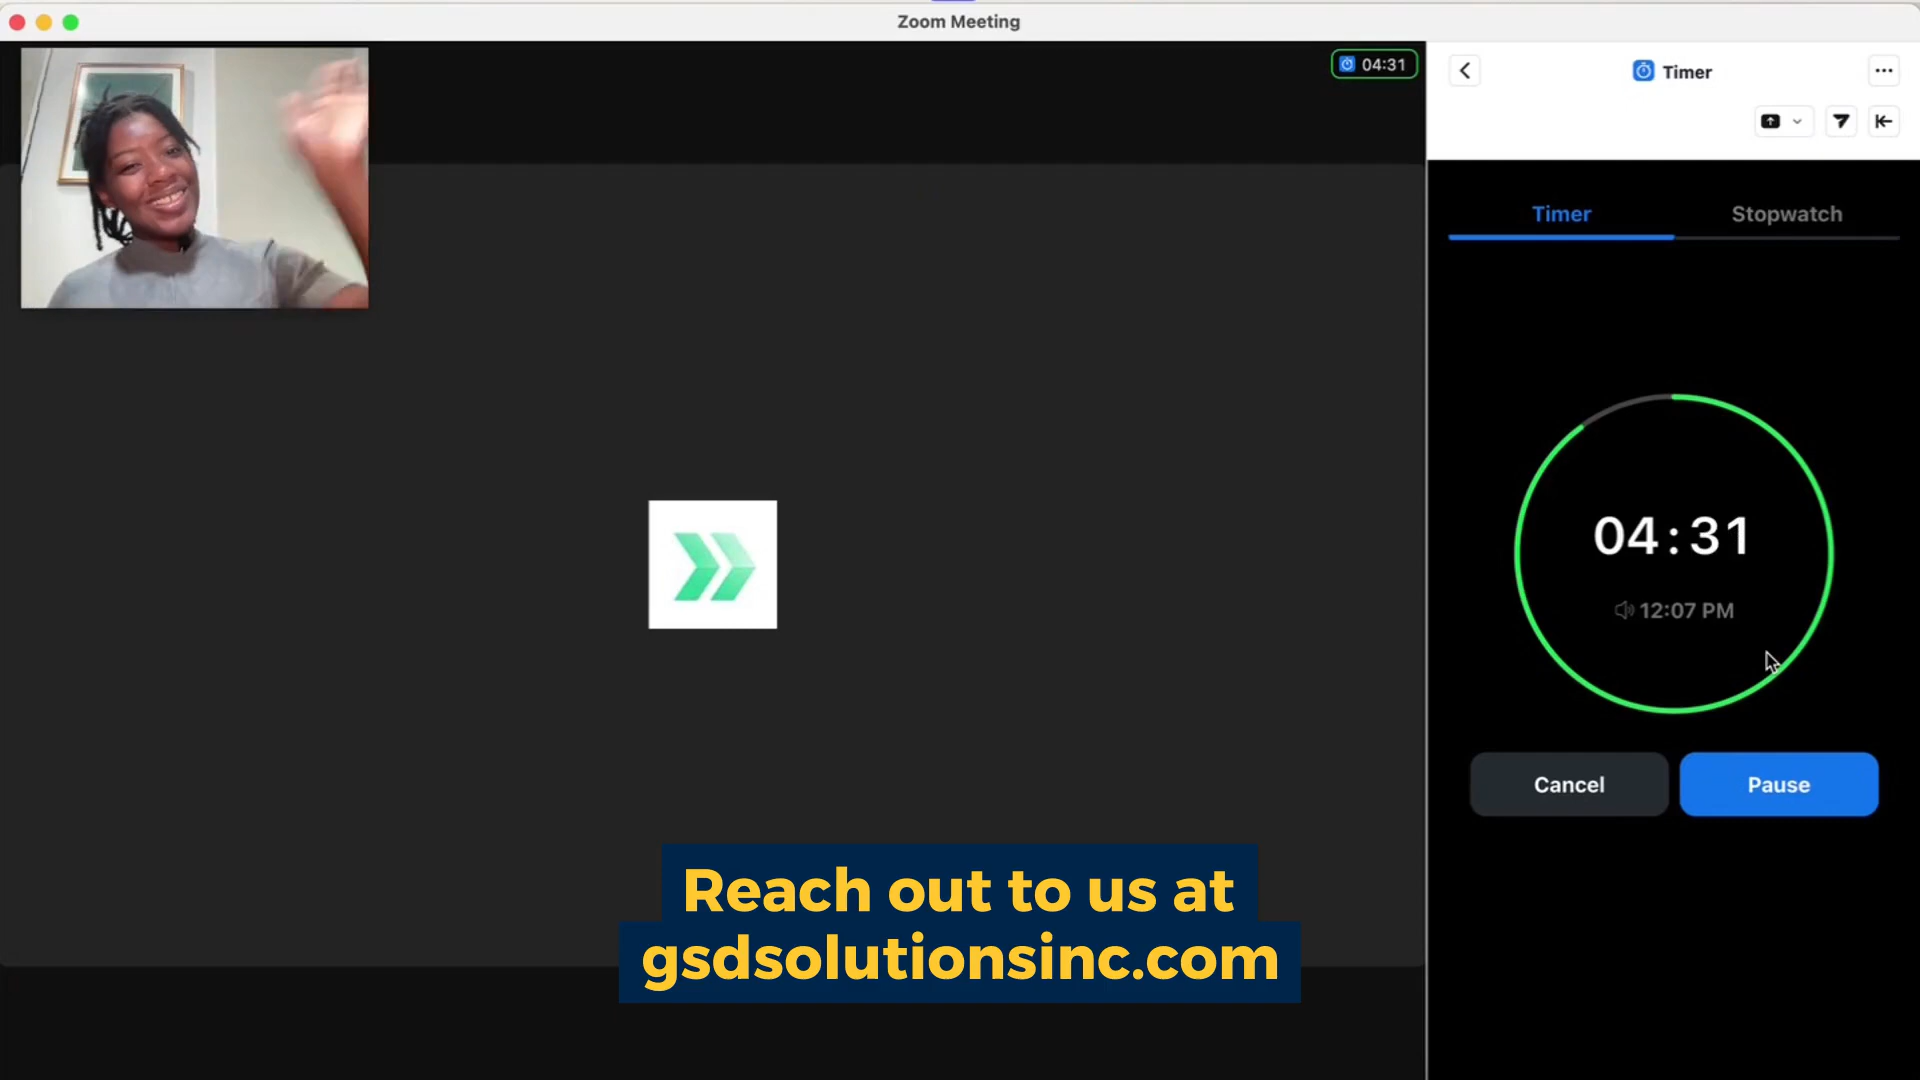 Zoom Meeting
04:31
Timer
Timer
Stopwatch
04:31
12:07 PM
Cancel
Pause
Reach out to us at
gsdsolutionsinc.com